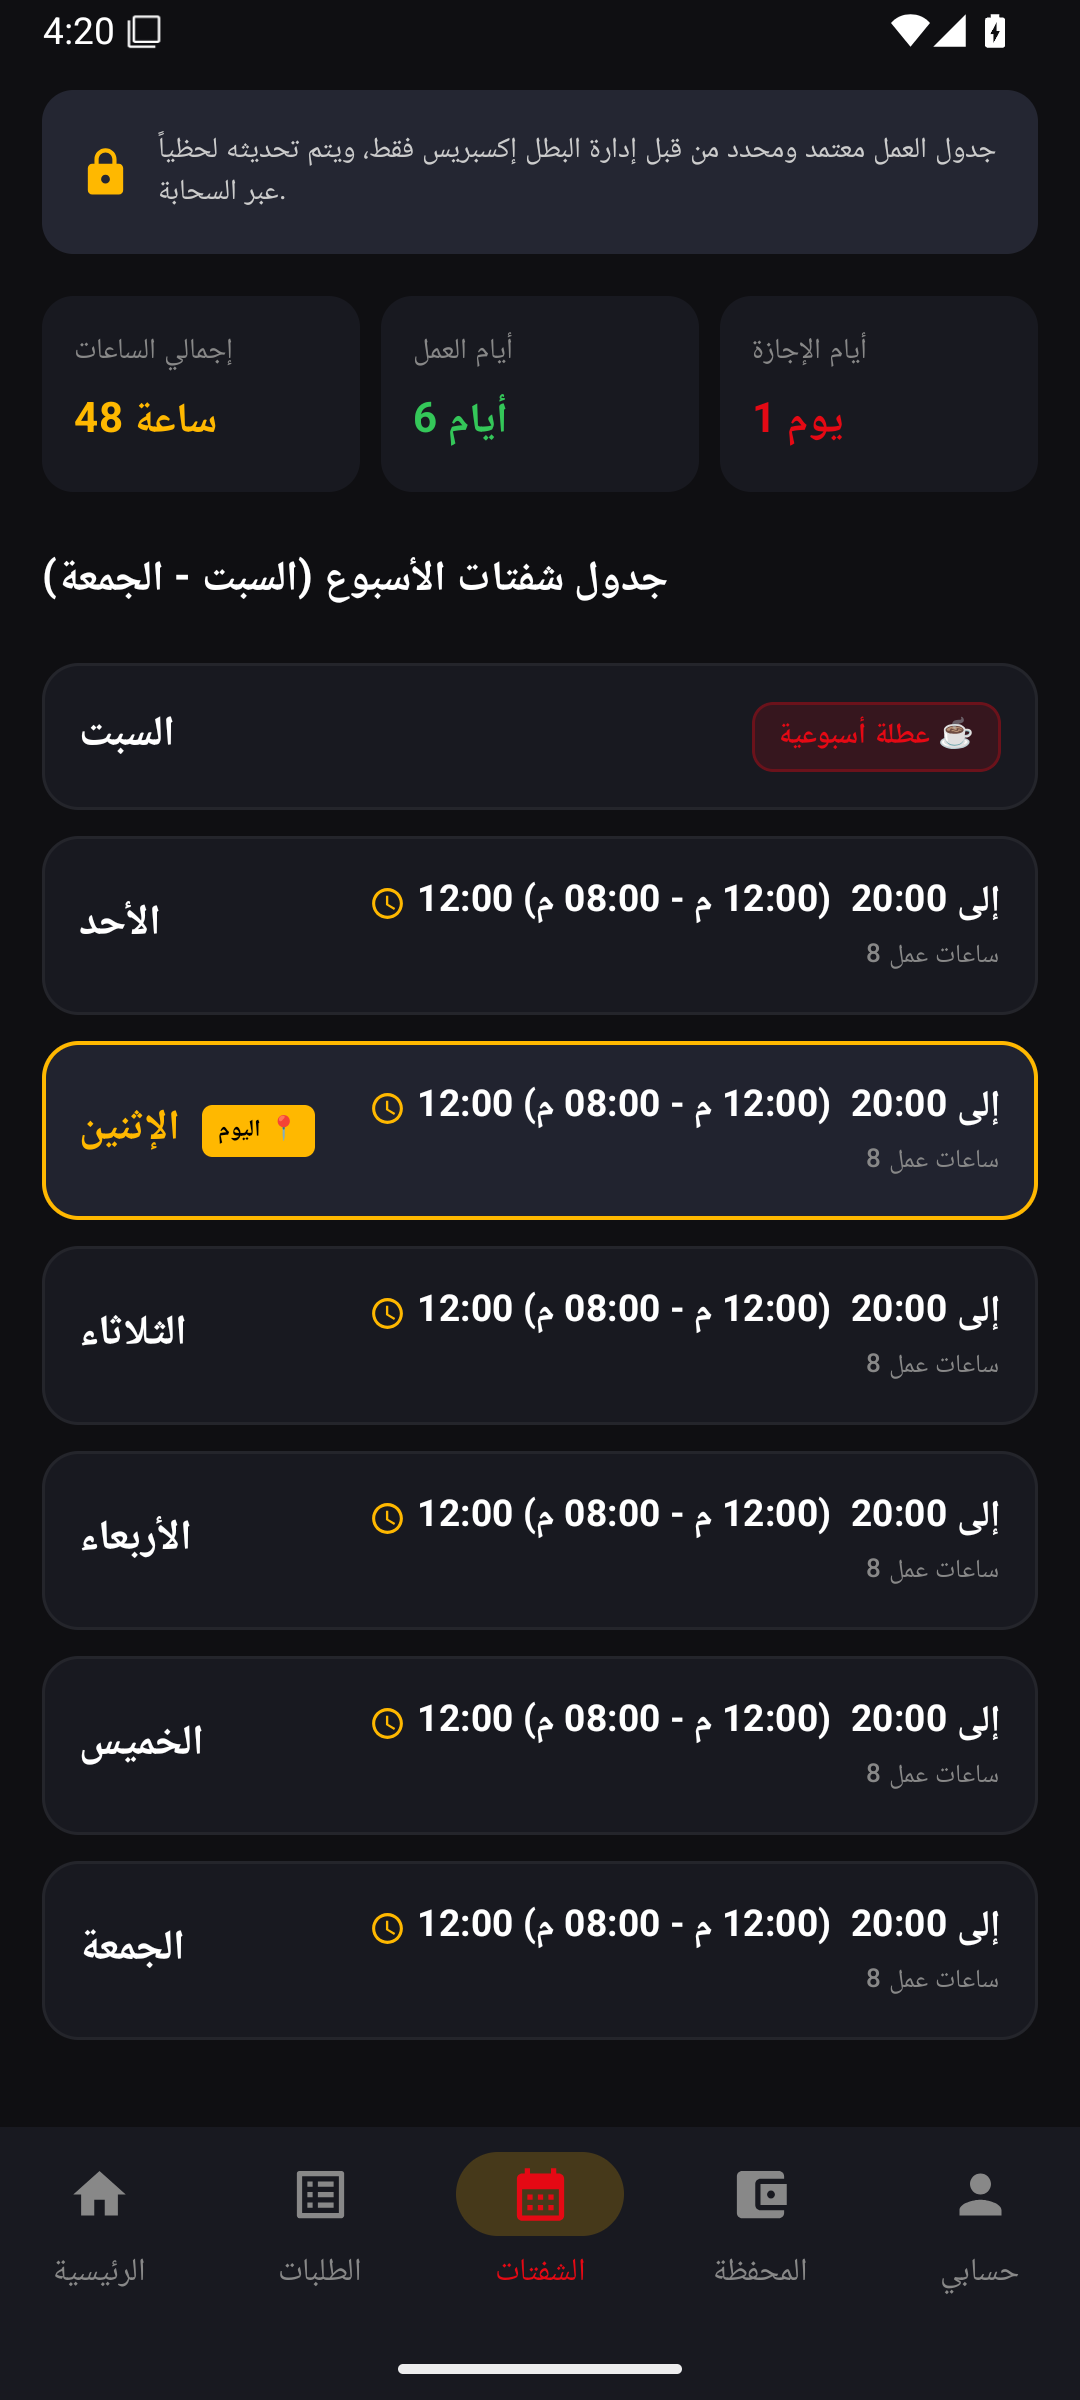 4:20
جدول العمل معتمد ومحدد من قبل إدارة البطل إكسبريس فقط، ويتم تحديثه لحظياً
عبر السحابة.
إجمالي الساعات
48 ساعة
أيام العمل
6 أيام
أيام الإجازة
1 يوم
جدول شفتات الأسبوع (السبت - الجمعة)
السبت
☕ عطلة أسبوعية
الأحد
12:00 إلى 20:00 (12:00 م - 08:00 م)
8 ساعات عمل
الإثنين
📍 اليوم
12:00 إلى 20:00 (12:00 م - 08:00 م)
8 ساعات عمل
الثلاثاء
12:00 إلى 20:00 (12:00 م - 08:00 م)
8 ساعات عمل
الأربعاء
12:00 إلى 20:00 (12:00 م - 08:00 م)
8 ساعات عمل
الخميس
12:00 إلى 20:00 (12:00 م - 08:00 م)
8 ساعات عمل
الجمعة
12:00 إلى 20:00 (12:00 م - 08:00 م)
8 ساعات عمل
الرئيسية
الطلبات
الشفتات
المحفظة
حسابي